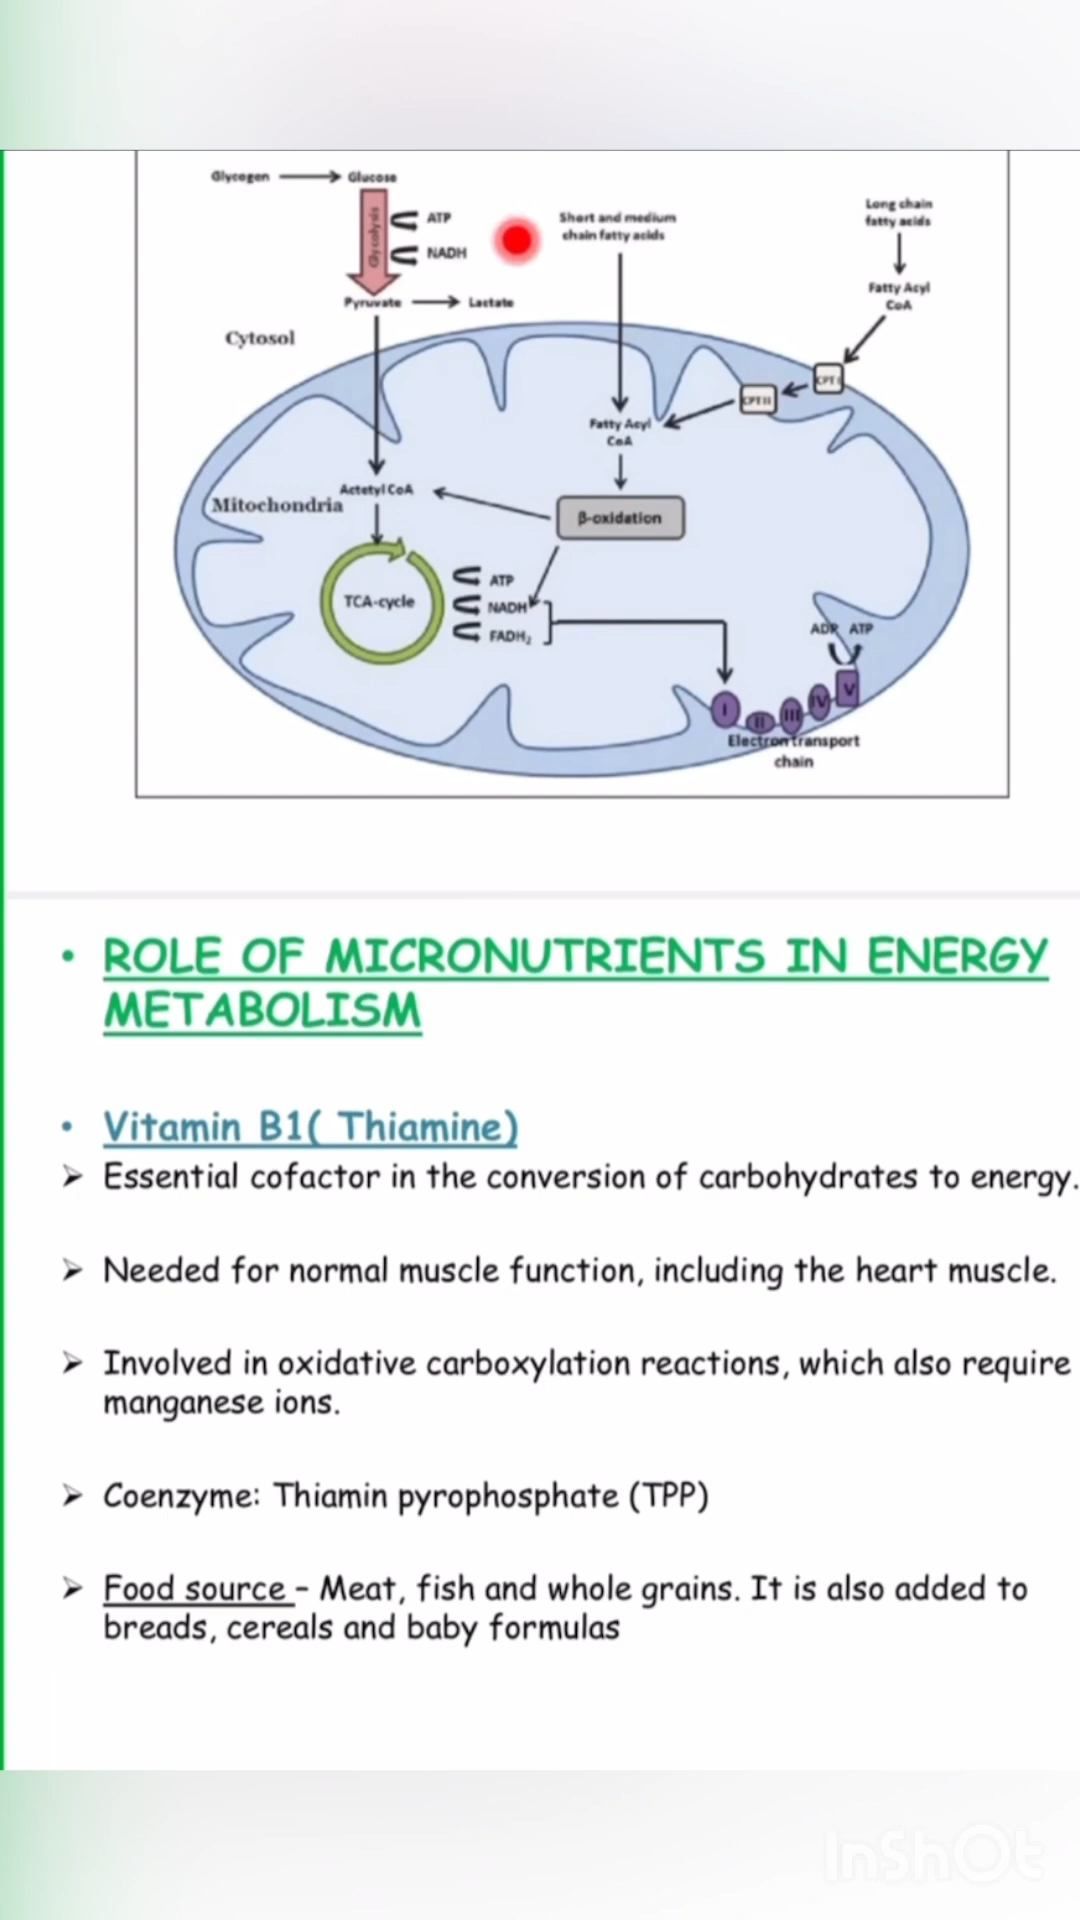 Glycogen Glucose
Glycolysis
ATP
NADH
Short and medium
chain fatty acids
Long chain
fatty acids
Fatty Acyl
CoA
Pyruvate Lactate
Cytosol
CPT I
CPT II
Fatty Acyl
CoA
Actetyl CoA
Mitochondria
β-oxidation
TCA-cycle
ATP
NADH
FADH₂
ADP ATP
I II III IV V
Electron transport
chain
• ROLE OF MICRONUTRIENTS IN ENERGY
METABOLISM
• Vitamin B1( Thiamine)
➢ Essential cofactor in the conversion of carbohydrates to energy.
➢ Needed for normal muscle function, including the heart muscle.
➢ Involved in oxidative carboxylation reactions, which also require
manganese ions.
➢ Coenzyme: Thiamin pyrophosphate (TPP)
➢ Food source – Meat, fish and whole grains. It is also added to
breads, cereals and baby formulas
InShOt